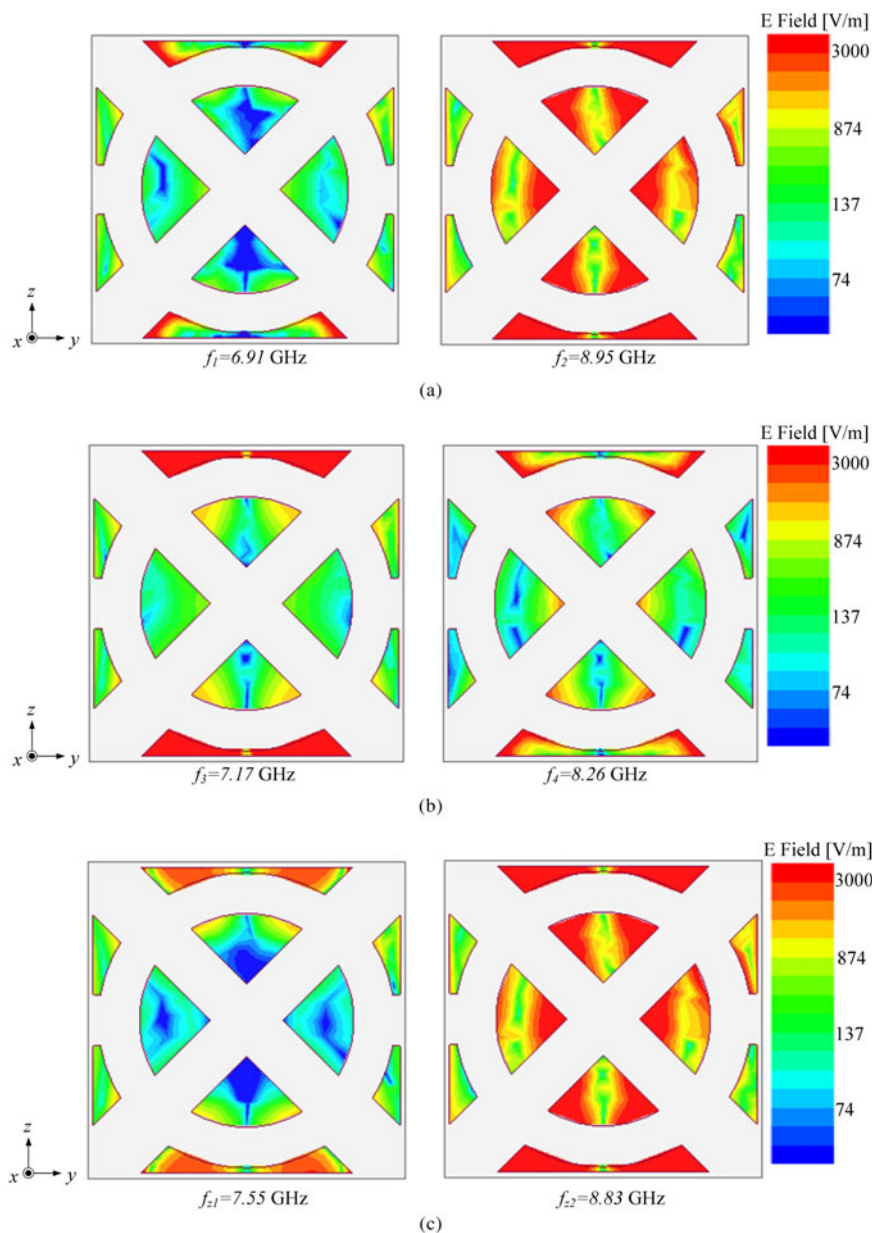 E Field [V/m]
3000
874
137
74
z
x y
f1=6.91 GHz f2=8.95 GHz
(a)
E Field [V/m]
3000
874
137
74
z
x y
f3=7.17 GHz f4=8.26 GHz
(b)
E Field [V/m]
3000
874
137
74
z
x y
fz1=7.55 GHz fz2=8.83 GHz
(c)